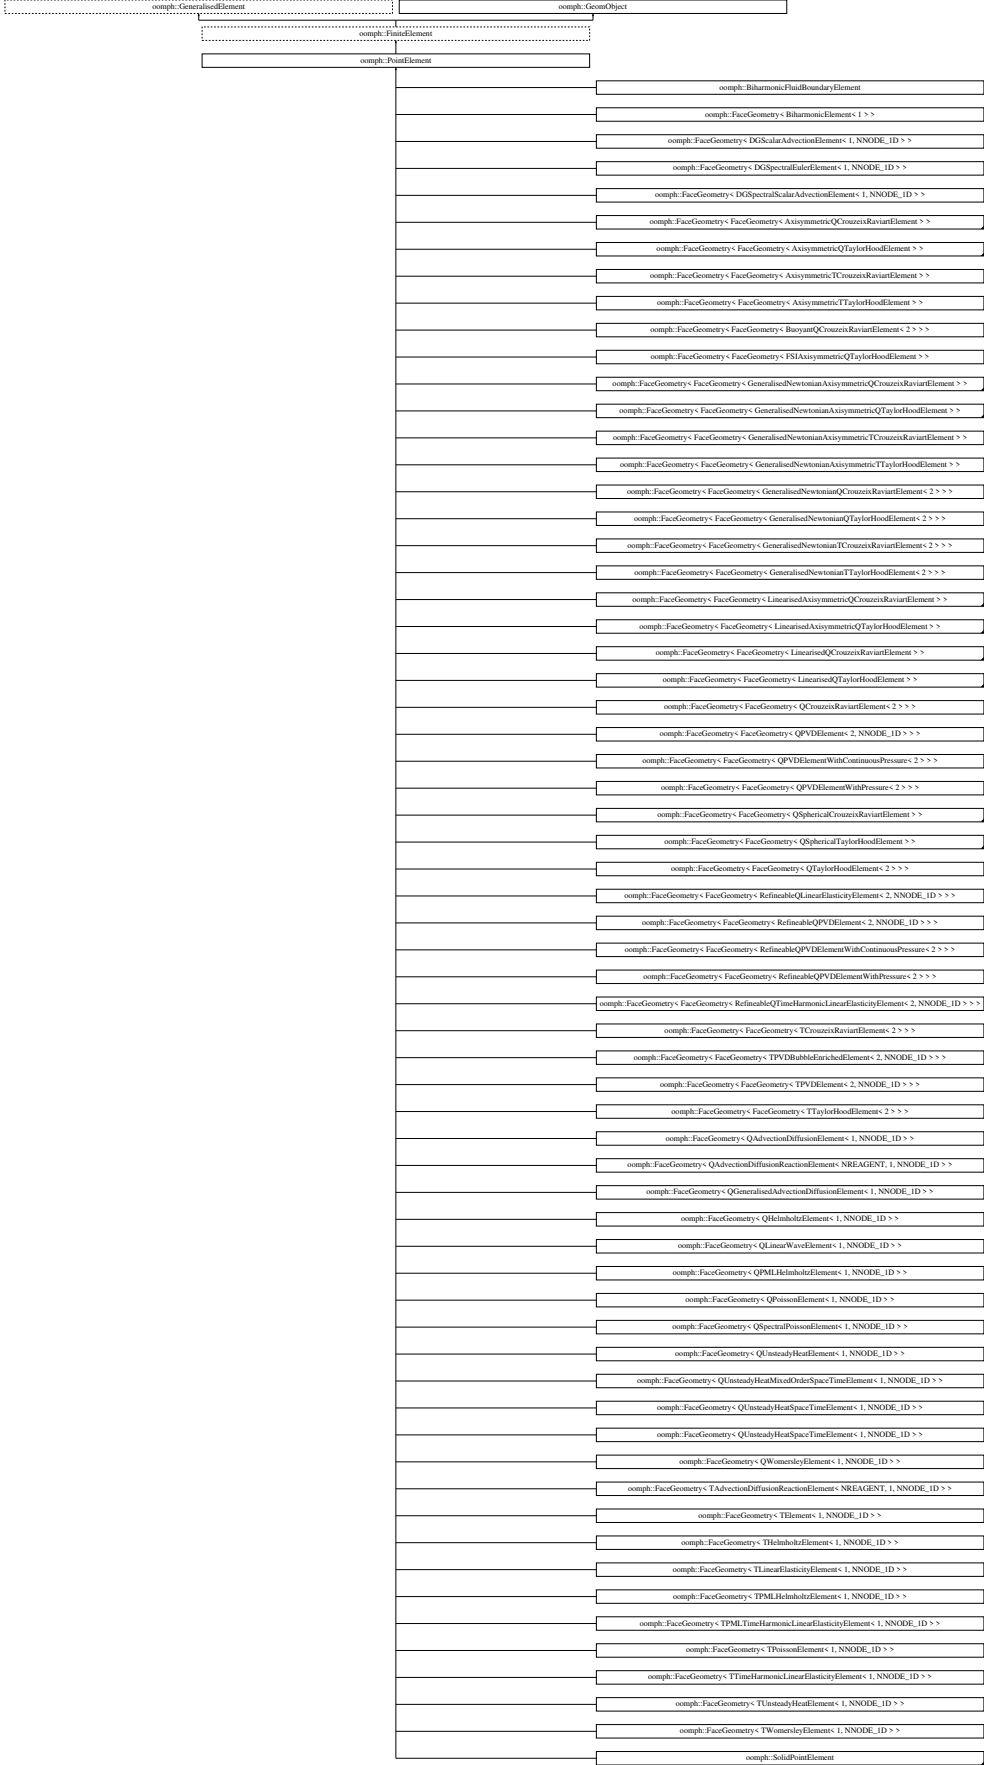 oomph::GeneralisedElement
oomph::GeomObject
oomph::FiniteElement
oomph::PointElement
oomph::BiharmonicFluidBoundaryElement
oomph::FaceGeometry< BiharmonicElement< 1 > >
oomph::FaceGeometry< DGScalarAdvectionElement< 1, NNODE_1D > >
oomph::FaceGeometry< DGSpectralEulerElement< 1, NNODE_1D > >
oomph::FaceGeometry< DGSpectralScalarAdvectionElement< 1, NNODE_1D > >
oomph::FaceGeometry< FaceGeometry< AxisymmetricQCrouzeixRaviartElement > >
oomph::FaceGeometry< FaceGeometry< AxisymmetricQTaylorHoodElement > >
oomph::FaceGeometry< FaceGeometry< AxisymmetricTCrouzeixRaviartElement > >
oomph::FaceGeometry< FaceGeometry< AxisymmetricTTaylorHoodElement > >
oomph::FaceGeometry< FaceGeometry< BuoyantQCrouzeixRaviartElement< 2 > > >
oomph::FaceGeometry< FaceGeometry< FSIAxisymmetricQTaylorHoodElement > >
oomph::FaceGeometry< FaceGeometry< GeneralisedNewtonianAxisymmetricQCrouzeixRaviartElement > >
oomph::FaceGeometry< FaceGeometry< GeneralisedNewtonianAxisymmetricQTaylorHoodElement > >
oomph::FaceGeometry< FaceGeometry< GeneralisedNewtonianAxisymmetricTCrouzeixRaviartElement > >
oomph::FaceGeometry< FaceGeometry< GeneralisedNewtonianAxisymmetricTTaylorHoodElement > >
oomph::FaceGeometry< FaceGeometry< GeneralisedNewtonianQCrouzeixRaviartElement< 2 > > >
oomph::FaceGeometry< FaceGeometry< GeneralisedNewtonianQTaylorHoodElement< 2 > > >
oomph::FaceGeometry< FaceGeometry< GeneralisedNewtonianTCrouzeixRaviartElement< 2 > > >
oomph::FaceGeometry< FaceGeometry< GeneralisedNewtonianTTaylorHoodElement< 2 > > >
oomph::FaceGeometry< FaceGeometry< LinearisedAxisymmetricQCrouzeixRaviartElement > >
oomph::FaceGeometry< FaceGeometry< LinearisedAxisymmetricQTaylorHoodElement > >
oomph::FaceGeometry< FaceGeometry< LinearisedQCrouzeixRaviartElement > >
oomph::FaceGeometry< FaceGeometry< LinearisedQTaylorHoodElement > >
oomph::FaceGeometry< FaceGeometry< QCrouzeixRaviartElement< 2 > > >
oomph::FaceGeometry< FaceGeometry< QPVDElement< 2, NNODE_1D > > >
oomph::FaceGeometry< FaceGeometry< QPVDElementWithContinuousPressure< 2 > > >
oomph::FaceGeometry< FaceGeometry< QPVDElementWithPressure< 2 > > >
oomph::FaceGeometry< FaceGeometry< QSphericalCrouzeixRaviartElement > >
oomph::FaceGeometry< FaceGeometry< QSphericalTaylorHoodElement > >
oomph::FaceGeometry< FaceGeometry< QTaylorHoodElement< 2 > > >
oomph::FaceGeometry< FaceGeometry< RefineableQLinearElasticityElement< 2, NNODE_1D > > >
oomph::FaceGeometry< FaceGeometry< RefineableQPVDElement< 2, NNODE_1D > > >
oomph::FaceGeometry< FaceGeometry< RefineableQPVDElementWithContinuousPressure< 2 > > >
oomph::FaceGeometry< FaceGeometry< RefineableQPVDElementWithPressure< 2 > > >
oomph::FaceGeometry< FaceGeometry< RefineableQTimeHarmonicLinearElasticityElement< 2, NNODE_1D > > >
oomph::FaceGeometry< FaceGeometry< TCrouzeixRaviartElement< 2 > > >
oomph::FaceGeometry< FaceGeometry< TPVDBubbleEnrichedElement< 2, NNODE_1D > > >
oomph::FaceGeometry< FaceGeometry< TPVDElement< 2, NNODE_1D > > >
oomph::FaceGeometry< FaceGeometry< TTaylorHoodElement< 2 > > >
oomph::FaceGeometry< QAdvectionDiffusionElement< 1, NNODE_1D > >
oomph::FaceGeometry< QAdvectionDiffusionReactionElement< NREAGENT, 1, NNODE_1D > >
oomph::FaceGeometry< QGeneralisedAdvectionDiffusionElement< 1, NNODE_1D > >
oomph::FaceGeometry< QHelmholtzElement< 1, NNODE_1D > >
oomph::FaceGeometry< QLinearWaveElement< 1, NNODE_1D > >
oomph::FaceGeometry< QPMLHelmholtzElement< 1, NNODE_1D > >
oomph::FaceGeometry< QPoissonElement< 1, NNODE_1D > >
oomph::FaceGeometry< QSpectralPoissonElement< 1, NNODE_1D > >
oomph::FaceGeometry< QUnsteadyHeatElement< 1, NNODE_1D > >
oomph::FaceGeometry< QUnsteadyHeatMixedOrderSpaceTimeElement< 1, NNODE_1D > >
oomph::FaceGeometry< QUnsteadyHeatSpaceTimeElement< 1, NNODE_1D > >
oomph::FaceGeometry< QUnsteadyHeatSpaceTimeElement< 1, NNODE_1D > >
oomph::FaceGeometry< QWomersleyElement< 1, NNODE_1D > >
oomph::FaceGeometry< TAdvectionDiffusionReactionElement< NREAGENT, 1, NNODE_1D > >
oomph::FaceGeometry< TElement< 1, NNODE_1D > >
oomph::FaceGeometry< THelmholtzElement< 1, NNODE_1D > >
oomph::FaceGeometry< TLinearElasticityElement< 1, NNODE_1D > >
oomph::FaceGeometry< TPMLHelmholtzElement< 1, NNODE_1D > >
oomph::FaceGeometry< TPMLTimeHarmonicLinearElasticityElement< 1, NNODE_1D > >
oomph::FaceGeometry< TPoissonElement< 1, NNODE_1D > >
oomph::FaceGeometry< TTimeHarmonicLinearElasticityElement< 1, NNODE_1D > >
oomph::FaceGeometry< TUnsteadyHeatElement< 1, NNODE_1D > >
oomph::FaceGeometry< TWomersleyElement< 1, NNODE_1D > >
oomph::SolidPointElement